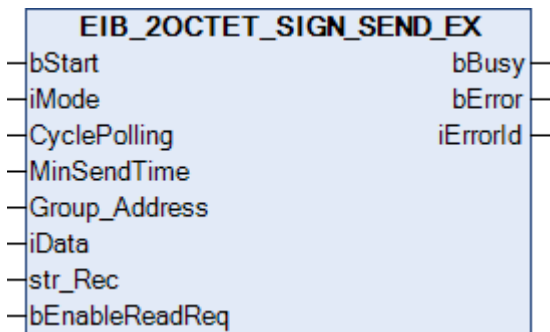 EIB_2OCTET_SIGN_SEND_EX
bStart bBusy
iMode bError
CyclePolling iErrorId
MinSendTime
Group_Address
iData
str_Rec
bEnableReadReq